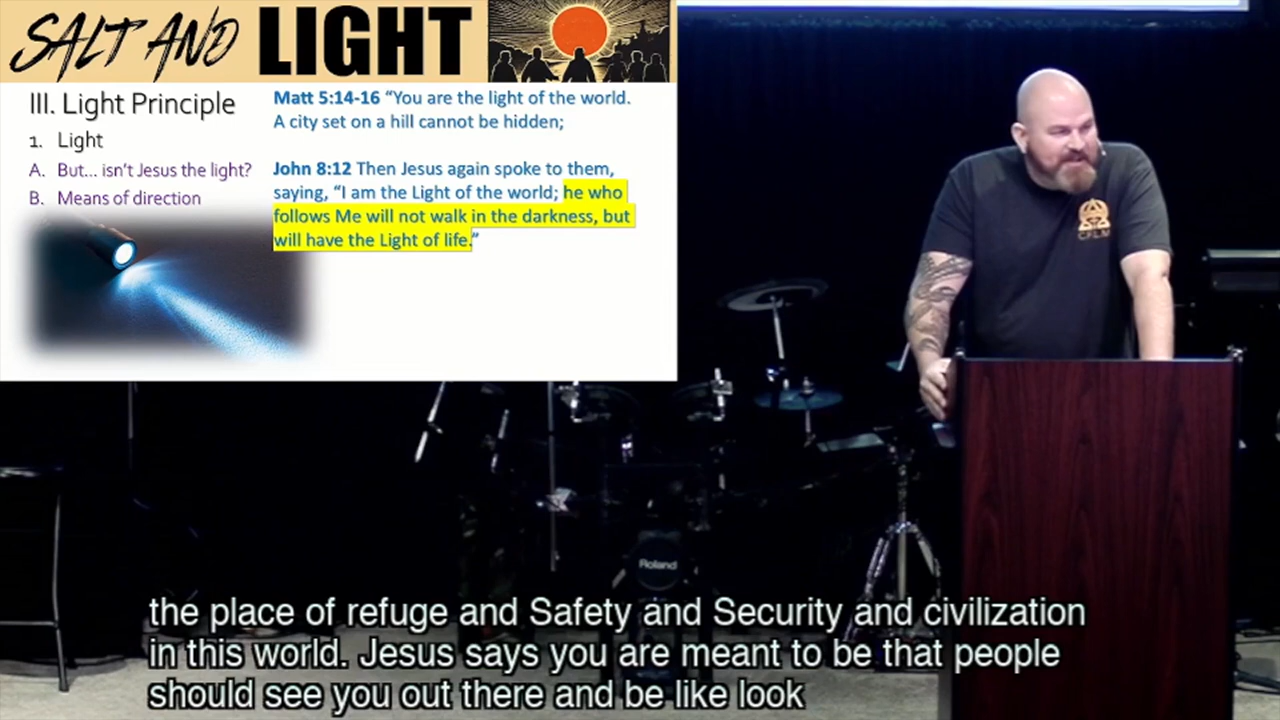 SALT AND LIGHT
III. Light Principle
1. Light
A. But... isn't Jesus the light?
B. Means of direction
Matt 5:14-16 “You are the light of the world.
A city set on a hill cannot be hidden;
John 8:12 Then Jesus again spoke to them,
saying, “I am the Light of the world; he who
follows Me will not walk in the darkness, but
will have the Light of life.”
CFLM
Roland
the place of refuge and Safety and Security and civilization
in this world. Jesus says you are meant to be that people
should see you out there and be like look